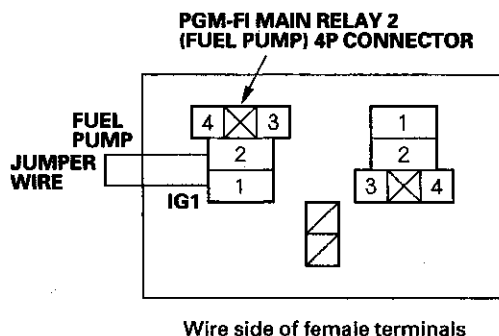 PGM-FI MAIN RELAY 2
(FUEL PUMP) 4P CONNECTOR
FUEL
PUMP
JUMPER
WIRE
IG1
4 3
2
1
1
2
3 4
Wire side of female terminals